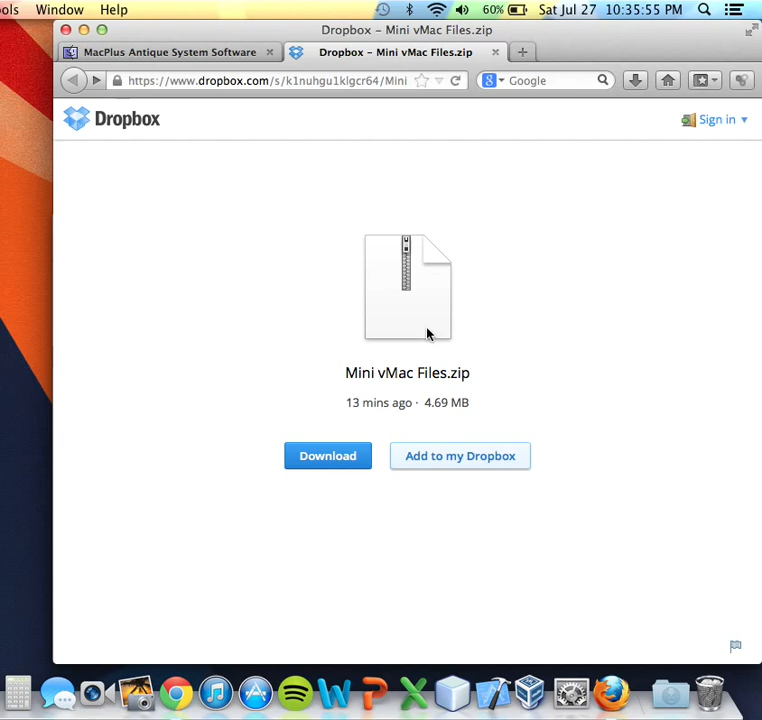 ols Window Help 60% Sat Jul 27 10:35:55 PM
Dropbox – Mini vMac Files.zip
MacPlus Antique System Software Dropbox – Mini vMac Files.zip
https://www.dropbox.com/s/k1nuhgu1klgcr64/Mini Google
Dropbox Sign in
Mini vMac Files.zip
13 mins ago · 4.69 MB
Download Add to my Dropbox